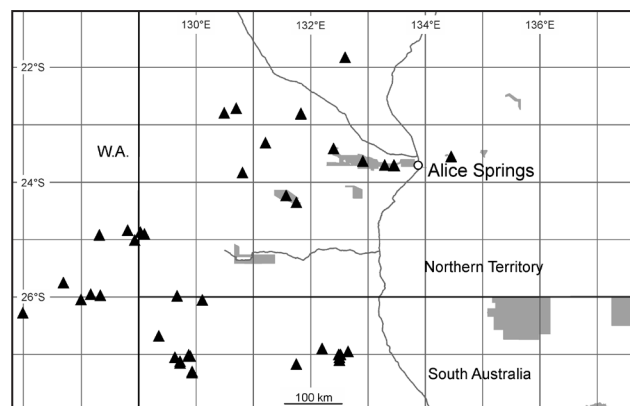 130°E 132°E 134°E 136°E
22°S
W.A.
24°S
Alice Springs
Northern Territory
26°S
South Australia
100 km